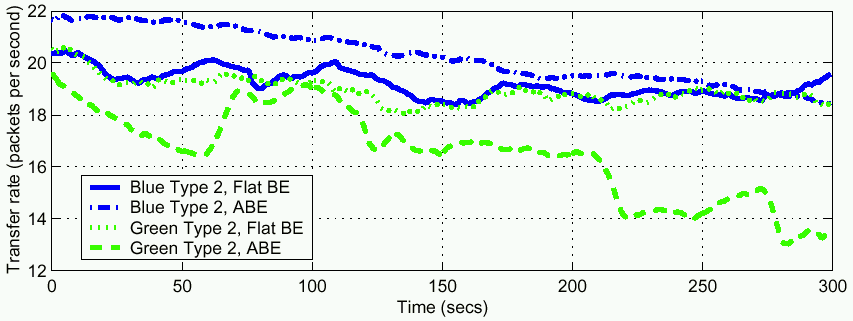 Transfer rate (packets per second)
22
20
18
16
14
12
Blue Type 2, Flat BE
Blue Type 2, ABE
Green Type 2, Flat BE
Green Type 2, ABE
0 50 100 150 200 250 300
Time (secs)